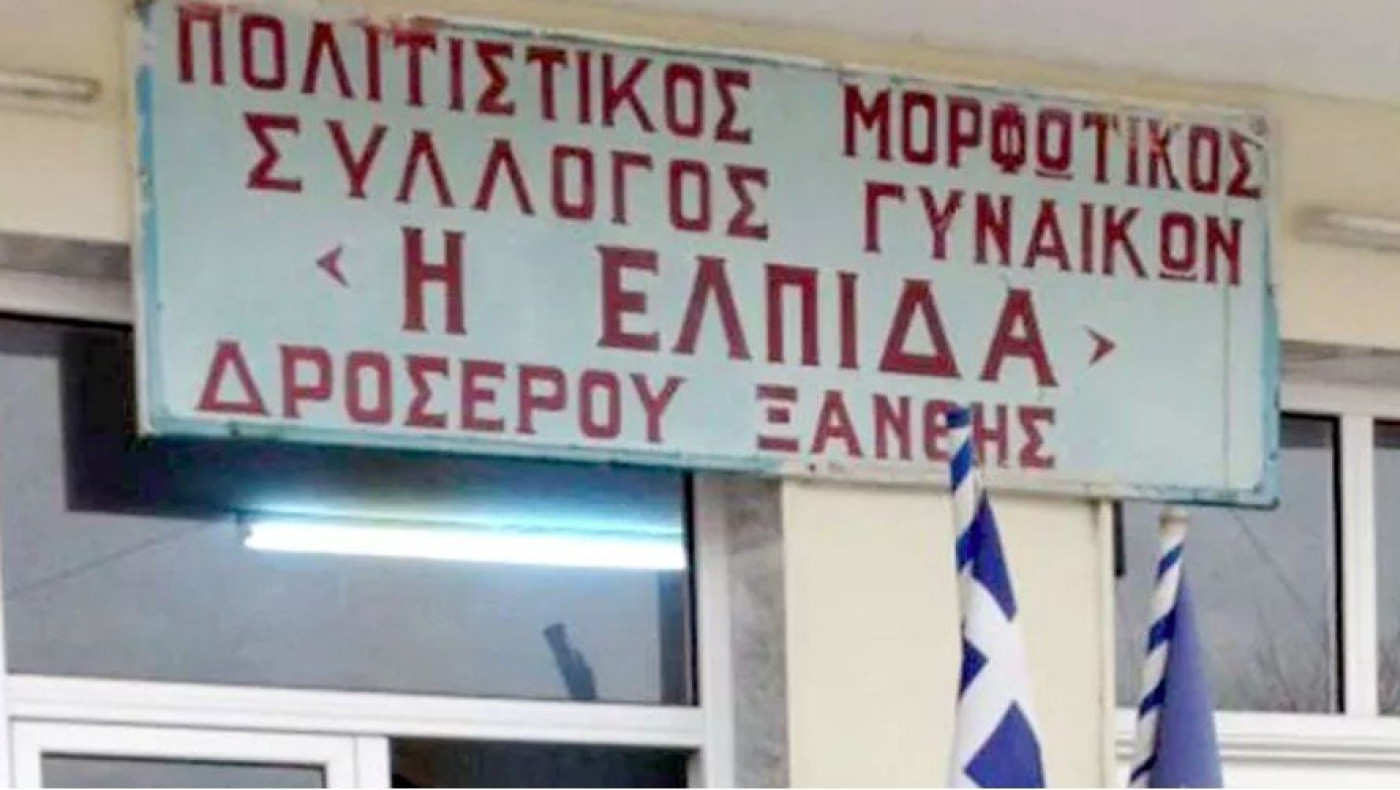 ΠΟΛΙΤΙΣΤΙΚΟΣ ΜΟΡΦΩΤΙΚΟΣ
ΣΥΛΛΟΓΟΣ ΓΥΝΑΙΚΩΝ
< Η ΕΛΠΙΔΑ >
ΔΡΟΣΕΡΟΥ ΞΑΝΘΗΣ